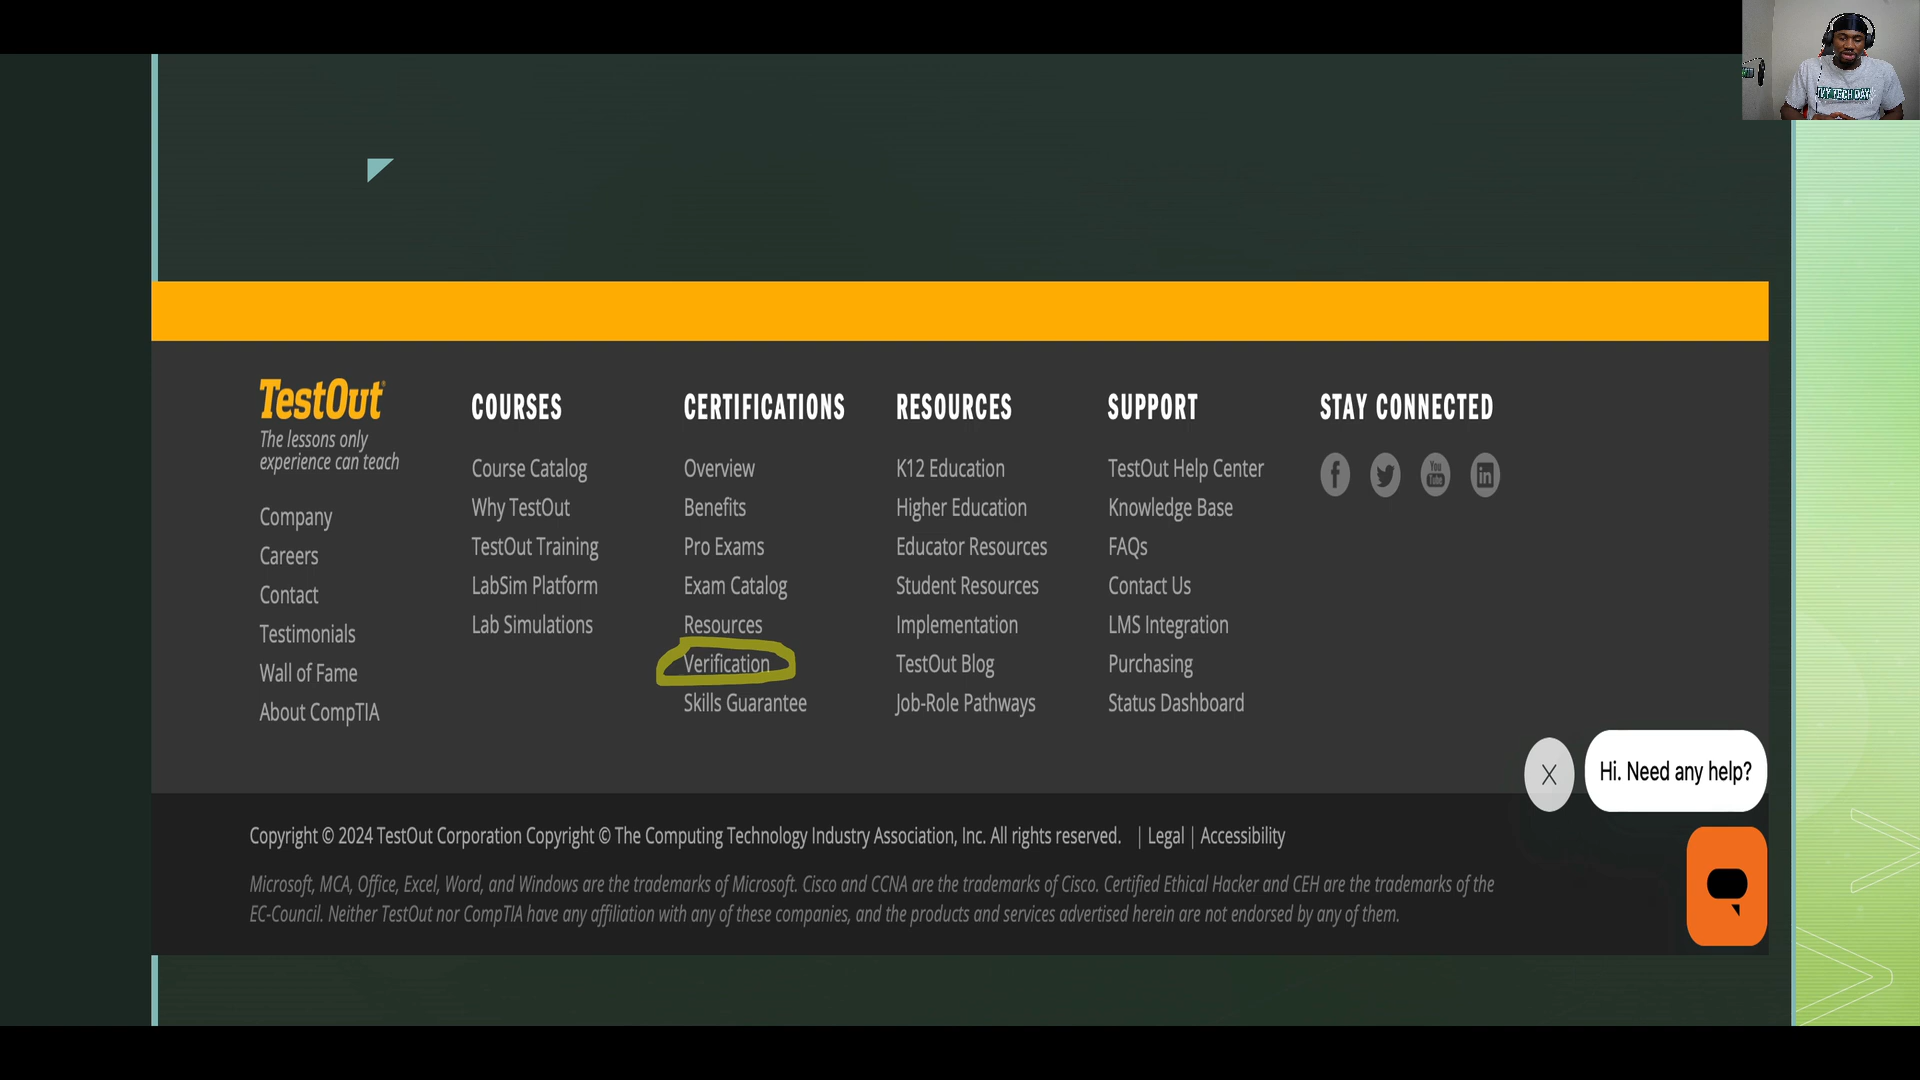 IVY TECH DAY
TestOut
The lessons only
experience can teach
Company
Careers
Contact
Testimonials
Wall of Fame
About CompTIA
COURSES
Course Catalog
Why TestOut
TestOut Training
LabSim Platform
Lab Simulations
CERTIFICATIONS
Overview
Benefits
Pro Exams
Exam Catalog
Resources
Verification
Skills Guarantee
RESOURCES
K12 Education
Higher Education
Educator Resources
Student Resources
Implementation
TestOut Blog
Job-Role Pathways
SUPPORT
TestOut Help Center
Knowledge Base
FAQs
Contact Us
LMS Integration
Purchasing
Status Dashboard
STAY CONNECTED
f
You
Tube
in
X
Hi. Need any help?
Copyright © 2024 TestOut Corporation Copyright © The Computing Technology Industry Association, Inc. All rights reserved. | Legal | Accessibility
Microsoft, MCA, Office, Excel, Word, and Windows are the trademarks of Microsoft. Cisco and CCNA are the trademarks of Cisco. Certified Ethical Hacker and CEH are the trademarks of the
EC-Council. Neither TestOut nor CompTIA have any affiliation with any of these companies, and the products and services advertised herein are not endorsed by any of them.